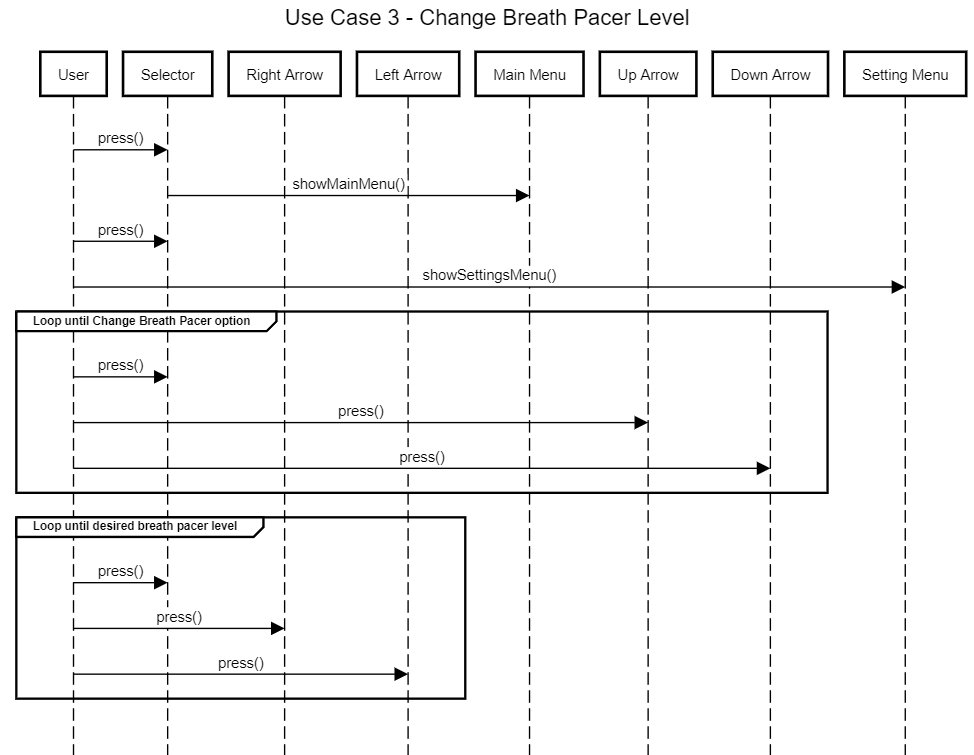 Use Case 3 - Change Breath Pacer Level
User
Selector
Right Arrow
Left Arrow
Main Menu
Up Arrow
Down Arrow
Setting Menu
press()
showMainMenu()
press()
showSettingsMenu()
Loop until Change Breath Pacer option
press()
press()
press()
Loop until desired breath pacer level
press()
press()
press()